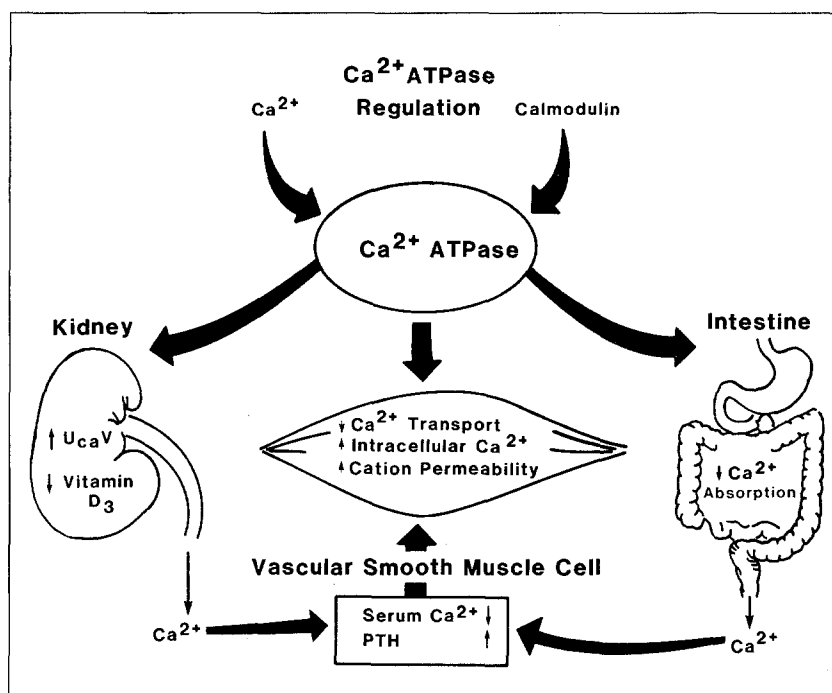 Ca2+ ATPase
Regulation
Ca2+
Calmodulin
Ca2+ ATPase
Kidney
Intestine
↑ UcaV
↓ Vitamin
D3
↓ Ca2+ Transport
↑ Intracellular Ca2+
↑ Cation Permeability
↓ Ca2+
Absorption
Vascular Smooth Muscle Cell
Serum Ca2+ ↓
PTH ↑
Ca2+
Ca2+